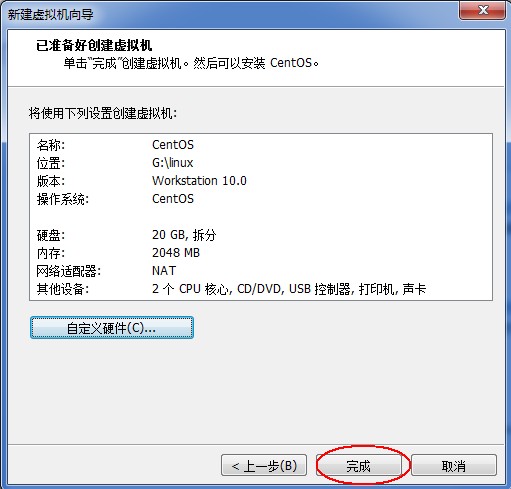 新建虚拟机向导
已准备好创建虚拟机
单击"完成"创建虚拟机。然后可以安装 CentOS。
将使用下列设置创建虚拟机:
名称: CentOS
位置: G:\linux
版本: Workstation 10.0
操作系统: CentOS
硬盘: 20 GB, 拆分
内存: 2048 MB
网络适配器: NAT
其他设备: 2 个 CPU 核心, CD/DVD, USB 控制器, 打印机, 声卡
自定义硬件(C)...
< 上一步(B) 完成 取消